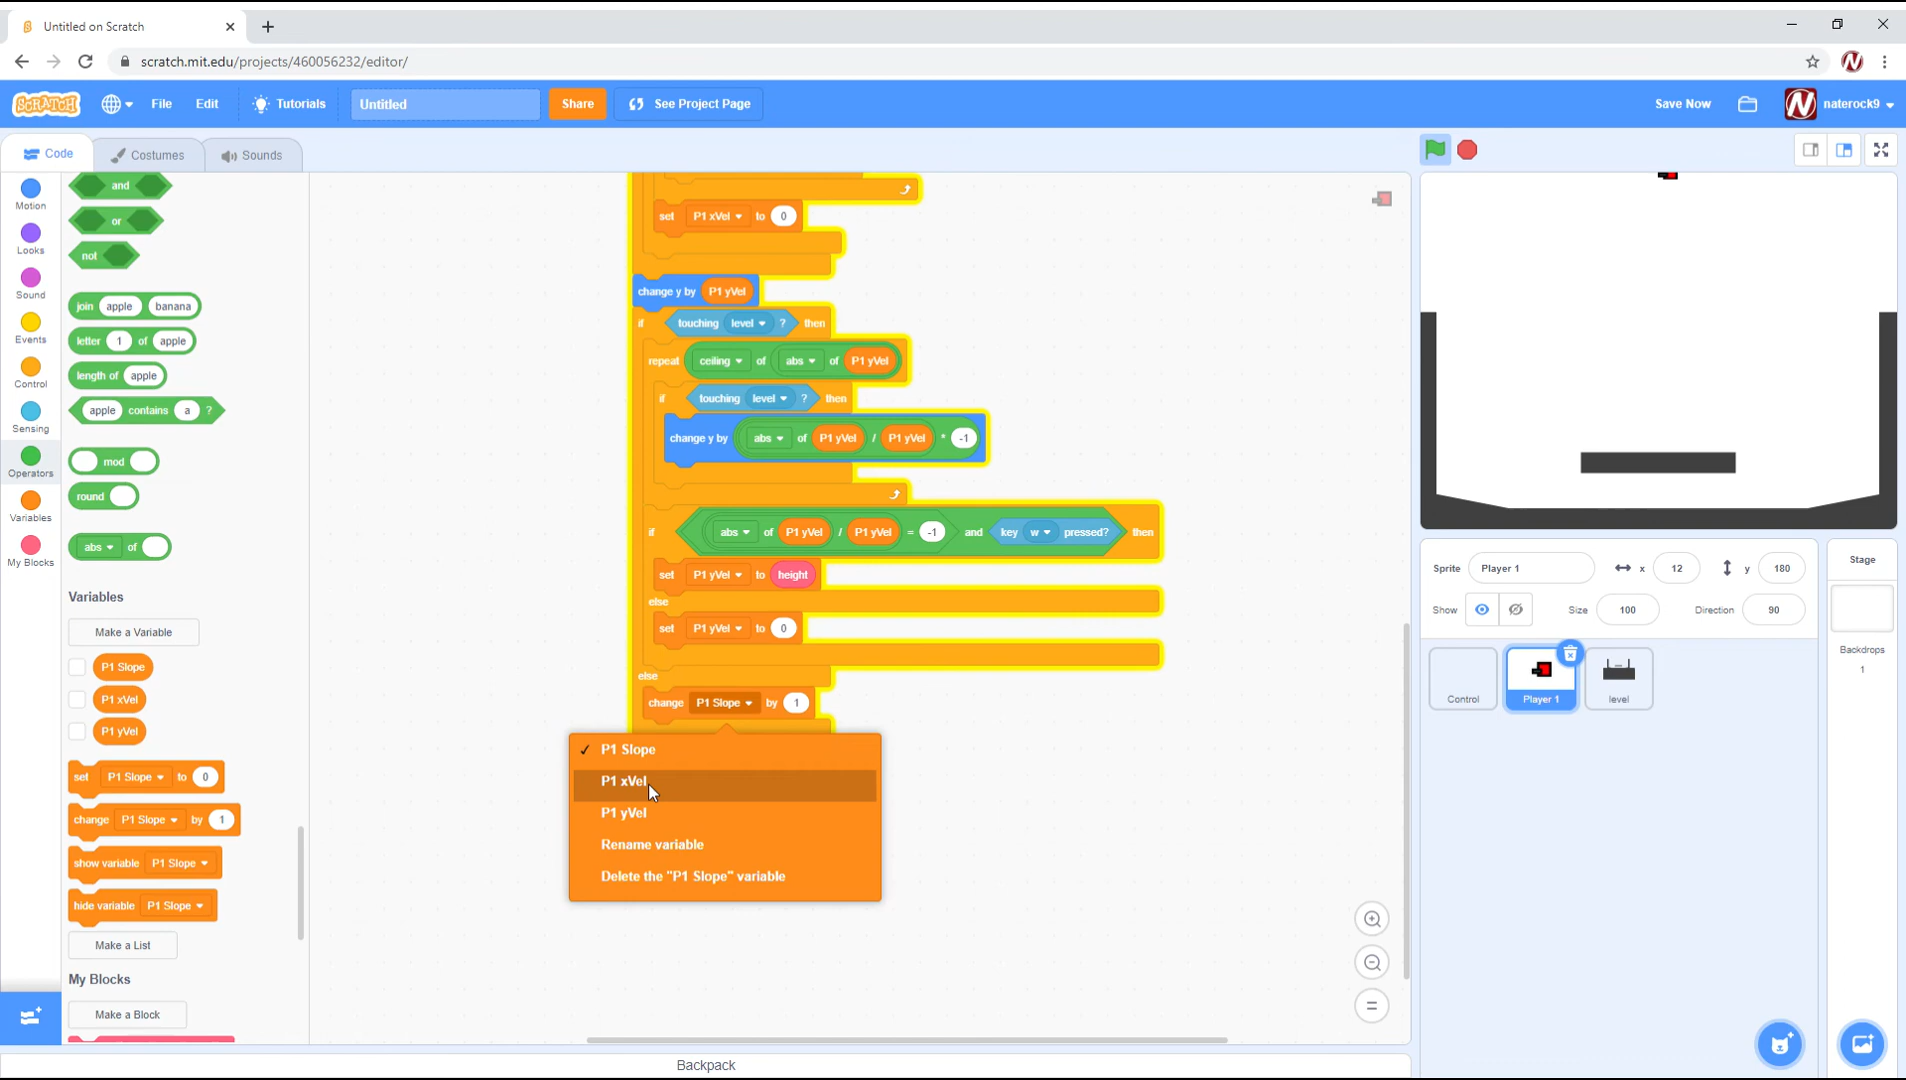 Untitled on Scratch
scratch.mit.edu/projects/460056232/editor/
SCRATCH File Edit Tutorials Untitled Share See Project Page Save Now naterock9
Code Costumes Sounds
Motion
Looks
Sound
Events
Control
Sensing
Operators
Variables
My Blocks
and
or
not
join apple banana
letter 1 of apple
length of apple
apple contains a ?
mod
round
abs of
Variables
Make a Variable
P1 Slope
P1 xVel
P1 yVel
set P1 Slope to 0
change P1 Slope by 1
show variable P1 Slope
hide variable P1 Slope
Make a List
My Blocks
Make a Block
set P1 xVel to 0
change y by P1 yVel
if touching level ? then
repeat ceiling of abs of P1 yVel
if touching level ? then
change y by abs of P1 yVel / P1 yVel * -1
if abs of P1 yVel / P1 yVel = -1 and key w pressed? then
set P1 yVel to height
else
set P1 yVel to 0
else
change P1 Slope by 1
P1 Slope
P1 xVel
P1 yVel
Rename variable
Delete the "P1 Slope" variable
Backpack
Sprite Player 1 x 12 y 180
Show Size 100 Direction 90
Control
Player 1
level
Stage
Backdrops
1